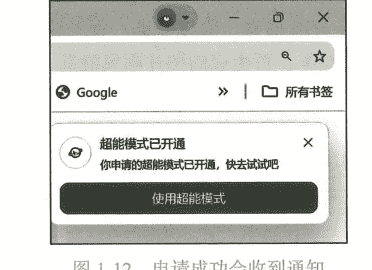 Google
所有书签
超能模式已开通
你申请的超能模式已开通，快去试试吧
使用超能模式
图 1-12 申请成功会收到通知